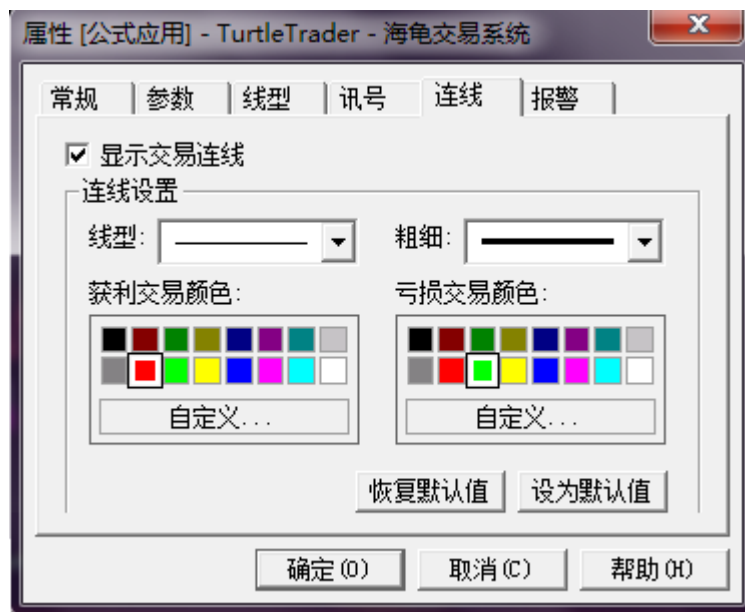 属性 [公式应用] - TurtleTrader - 海龟交易系统
常规 参数 线型 讯号 连线 报警
显示交易连线
连线设置
线型: 粗细:
获利交易颜色: 亏损交易颜色:
自定义... 自定义...
恢复默认值 设为默认值
确定(O) 取消(C) 帮助(H)